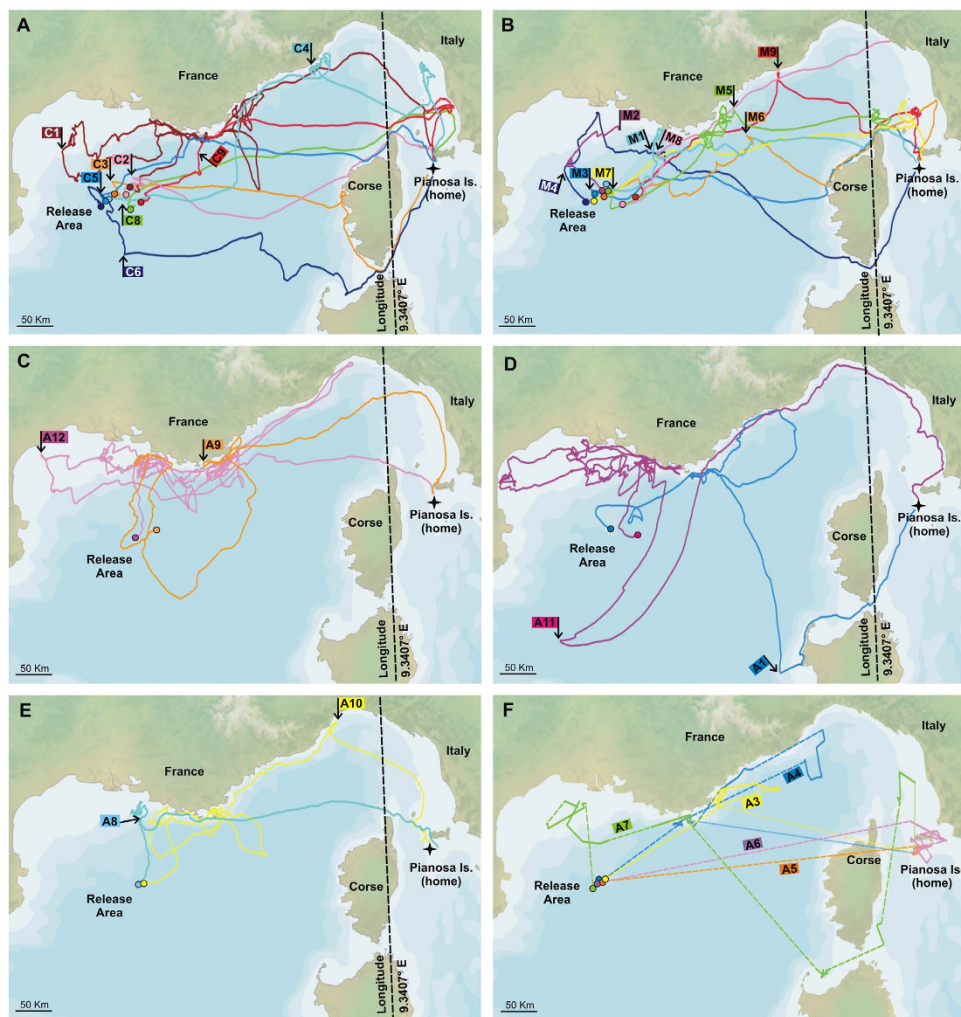 A
C4
Italy
France
C1
C3
C2
C9
C5
Pianosa Is.
(home)
Corse
Release
Area
C8
C6
Longitude
9.3407° E
50 Km
B
M9
Italy
France
M5
M2
M6
M1
M8
M3
M7
M4
Corse
Pianosa Is.
(home)
Release
Area
Longitude
9.3407° E
50 Km
C
Italy
France
A12
A9
Pianosa Is.
(home)
Corse
Release
Area
Longitude
9.3407° E
50 Km
D
Italy
France
Pianosa Is.
(home)
Corse
Release
Area
A11
A1
Longitude
9.3407° E
50 Km
E
A10
Italy
France
A8
Pianosa Is.
(home)
Corse
Release
Area
Longitude
9.3407° E
50 Km
F
Italy
France
A4
A3
A7
A6
Corse
Pianosa Is.
(home)
A5
Release
Area
50 Km